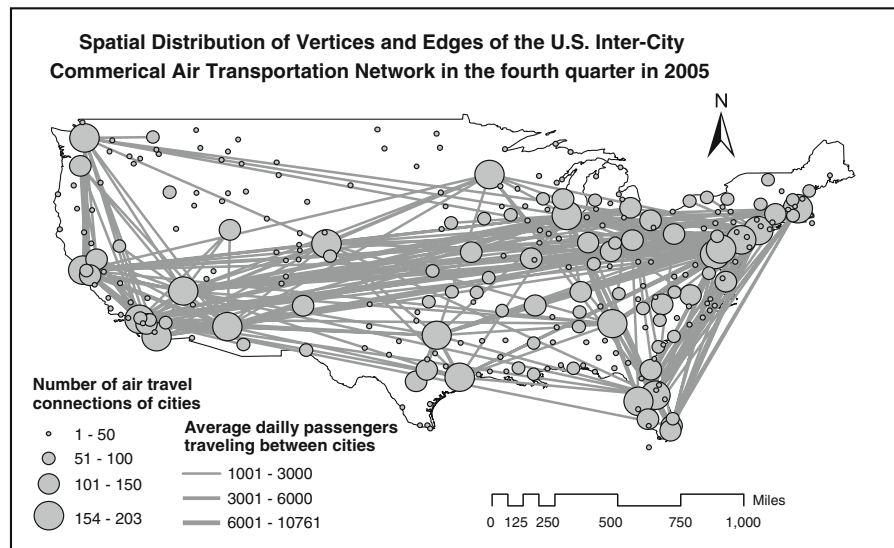 Spatial Distribution of Vertices and Edges of the U.S. Inter-City
Commerical Air Transportation Network in the fourth quarter in 2005
N
Number of air travel
connections of cities
1 - 50
51 - 100
101 - 150
154 - 203
Average dailly passengers
traveling between cities
1001 - 3000
3001 - 6000
6001 - 10761
Miles
0 125 250 500 750 1,000